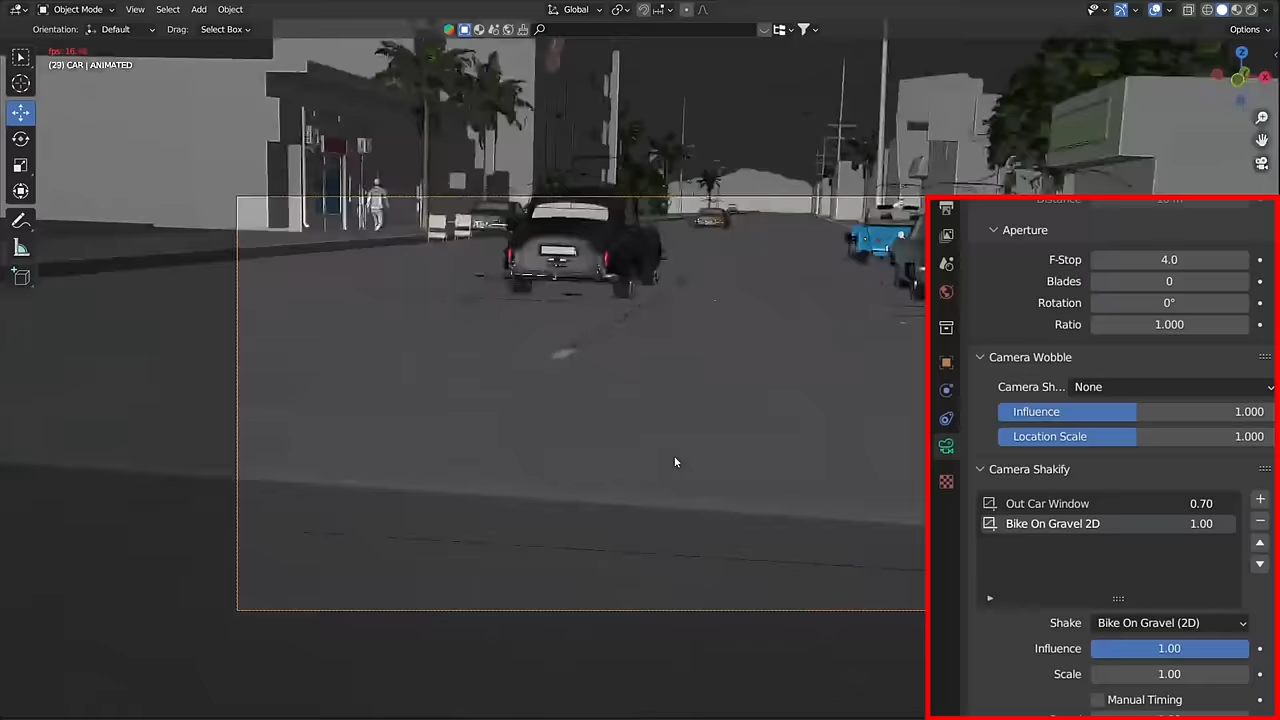 Object Mode View Select Add Object Global
Orientation: Default Drag: Select Box Options
fps: 16
(29) CAR | ANIMATED
Z
X
Aperture
F-Stop 4.0
Blades 0
Rotation 0°
Ratio 1.000
Camera Wobble
Camera Sh... None
Influence 1.000
Location Scale 1.000
Camera Shakify
Out Car Window 0.70
Bike On Gravel 2D 1.00
Shake Bike On Gravel (2D)
Influence 1.00
Scale 1.00
Manual Timing